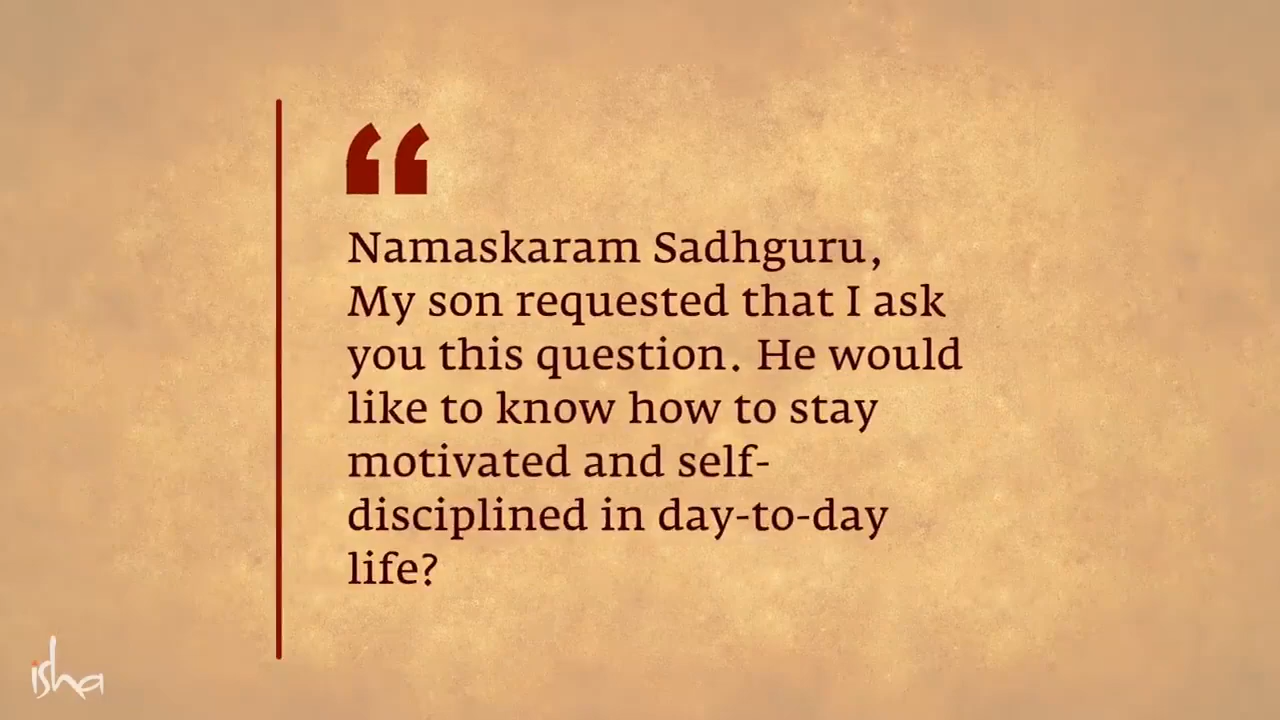 “
Namaskaram Sadhguru,
My son requested that I ask
you this question. He would
like to know how to stay
motivated and self-
disciplined in day-to-day
life?
isha